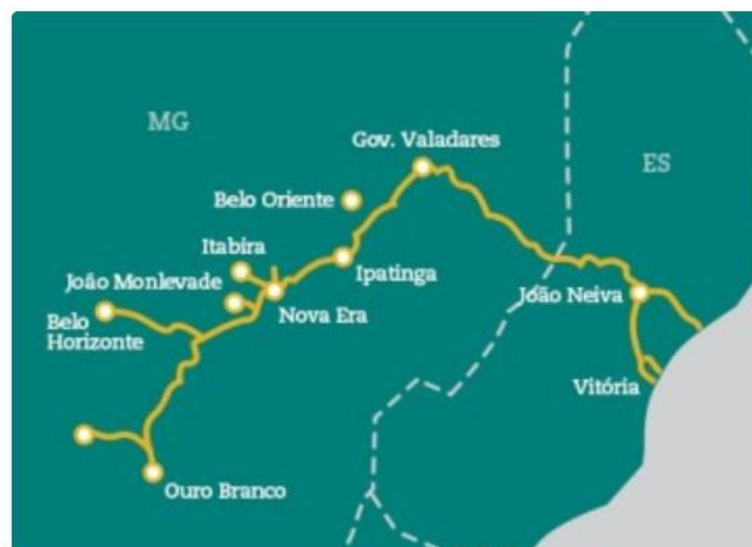 MG
Gov. Valadares
ES
Belo Oriente
Itabira
Ipatinga
João Monlevade
João Neiva
Nova Era
Belo
Horizonte
Vitória
Ouro Branco